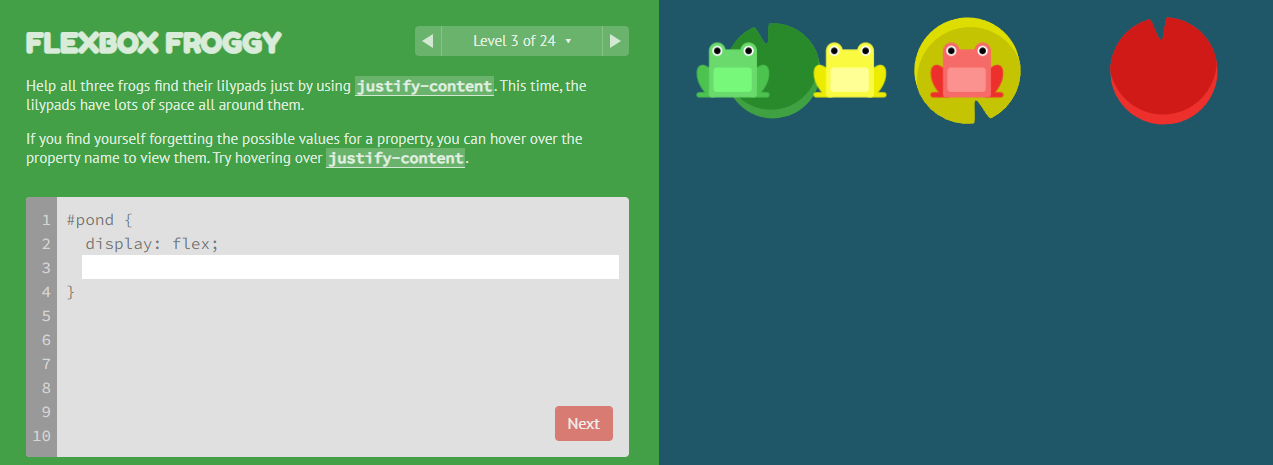 FLEXBOX FROGGY
Level 3 of 24
Help all three frogs find their lilypads just by using justify-content. This time, the
lilypads have lots of space all around them.
If you find yourself forgetting the possible values for a property, you can hover over the
property name to view them. Try hovering over justify-content.
1 #pond {
2 display: flex;
3
4 }
5
6
7
8
9
10
Next